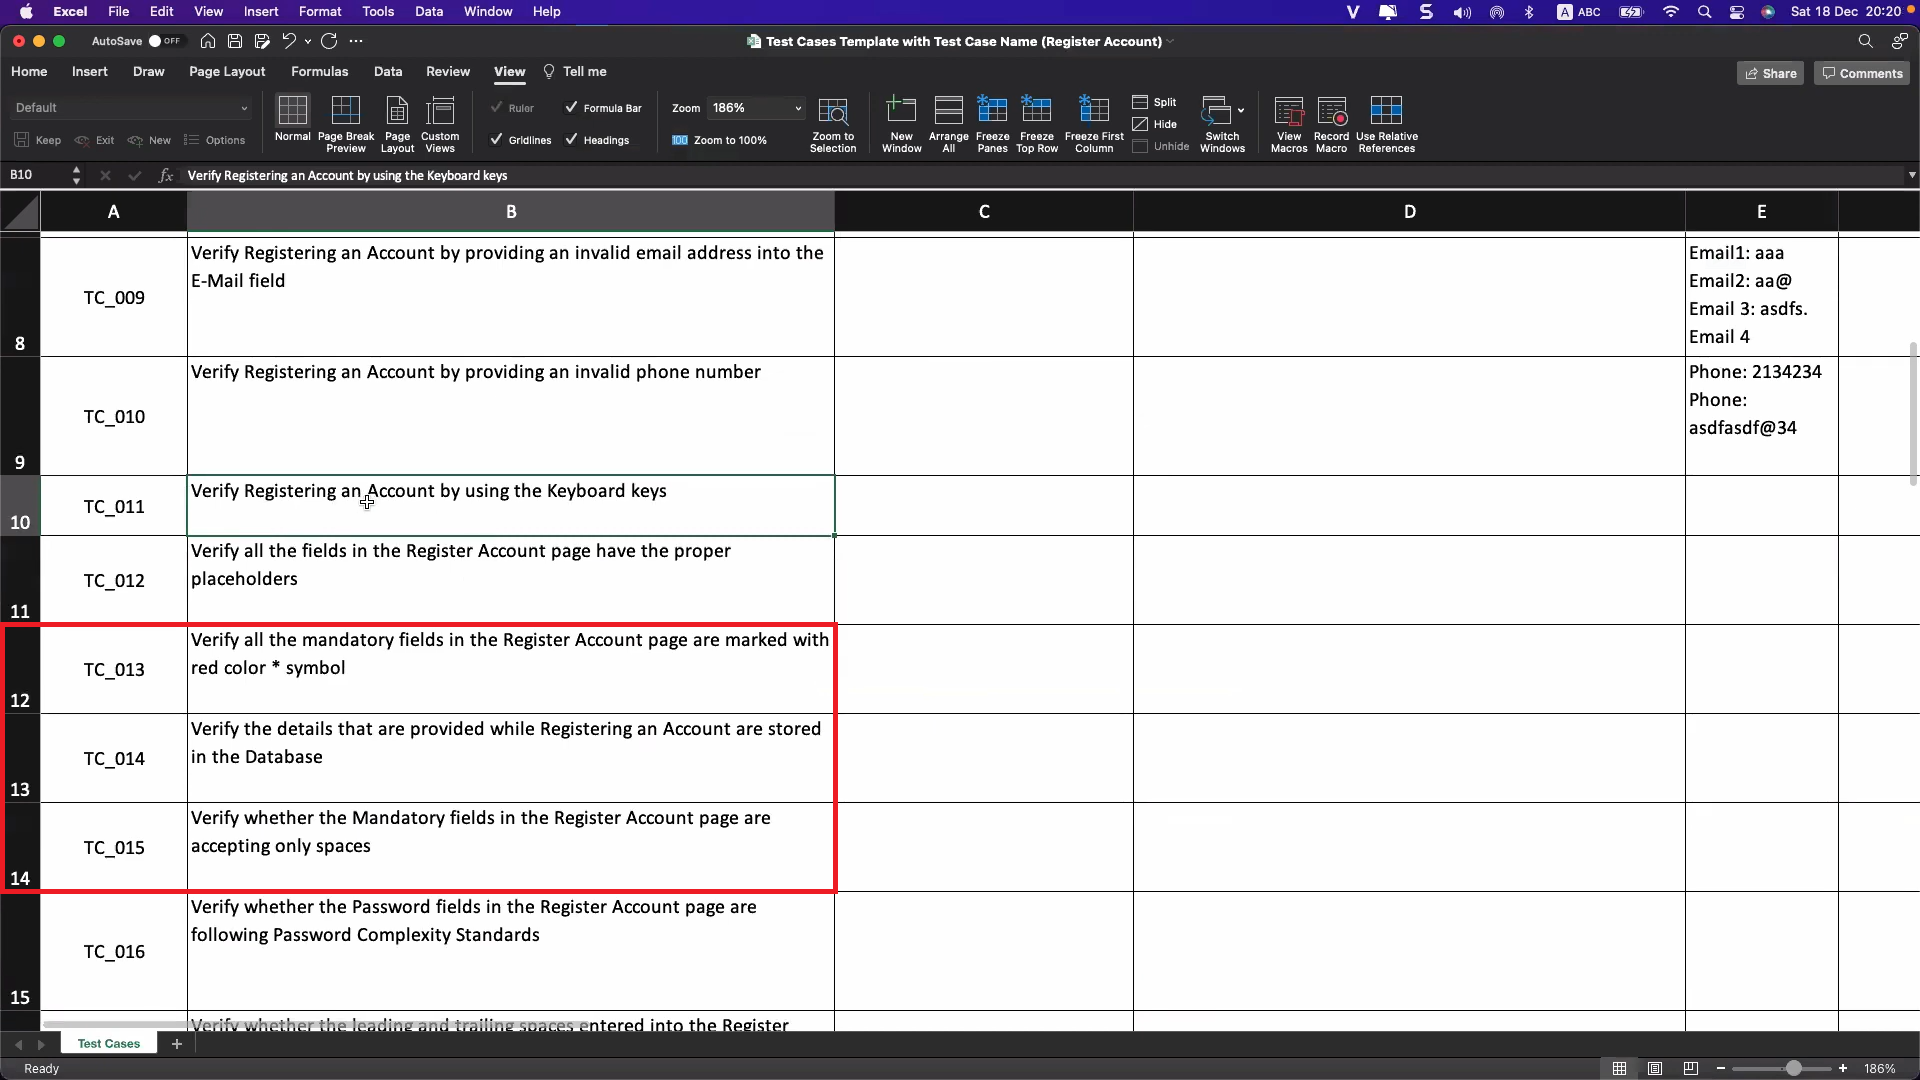 Excel File Edit View Insert Format Tools Data Window Help
ABC Sat 18 Dec 20:20
AutoSave OFF
Test Cases Template with Test Case Name (Register Account)
Home Insert Draw Page Layout Formulas Data Review View Tell me
Share Comments
Default
Keep Exit New Options
Normal
Page Break Preview
Page Layout
Custom Views
Ruler Formula Bar
Gridlines Headings
Zoom 186%
100 Zoom to 100%
Zoom to Selection
New Window
Arrange All
Freeze Panes
Freeze Top Row
Freeze First Column
Split
Hide
Unhide
Switch Windows
View Macros
Record Macro
Use Relative References
B10 fx Verify Registering an Account by using the Keyboard keys
A B C D E
8 TC_009
Verify Registering an Account by providing an invalid email address into the
E-Mail field
Email1: aaa
Email2: aa@
Email 3: asdfs.
Email 4
9 TC_010
Verify Registering an Account by providing an invalid phone number
Phone: 2134234
Phone:
asdfasdf@34
10 TC_011
Verify Registering an Account by using the Keyboard keys
11 TC_012
Verify all the fields in the Register Account page have the proper
placeholders
12 TC_013
Verify all the mandatory fields in the Register Account page are marked with
red color * symbol
13 TC_014
Verify the details that are provided while Registering an Account are stored
in the Database
14 TC_015
Verify whether the Mandatory fields in the Register Account page are
accepting only spaces
15 TC_016
Verify whether the Password fields in the Register Account page are
following Password Complexity Standards
Verify whether the leading and trailing spaces entered into the Register
Test Cases
Ready 186%